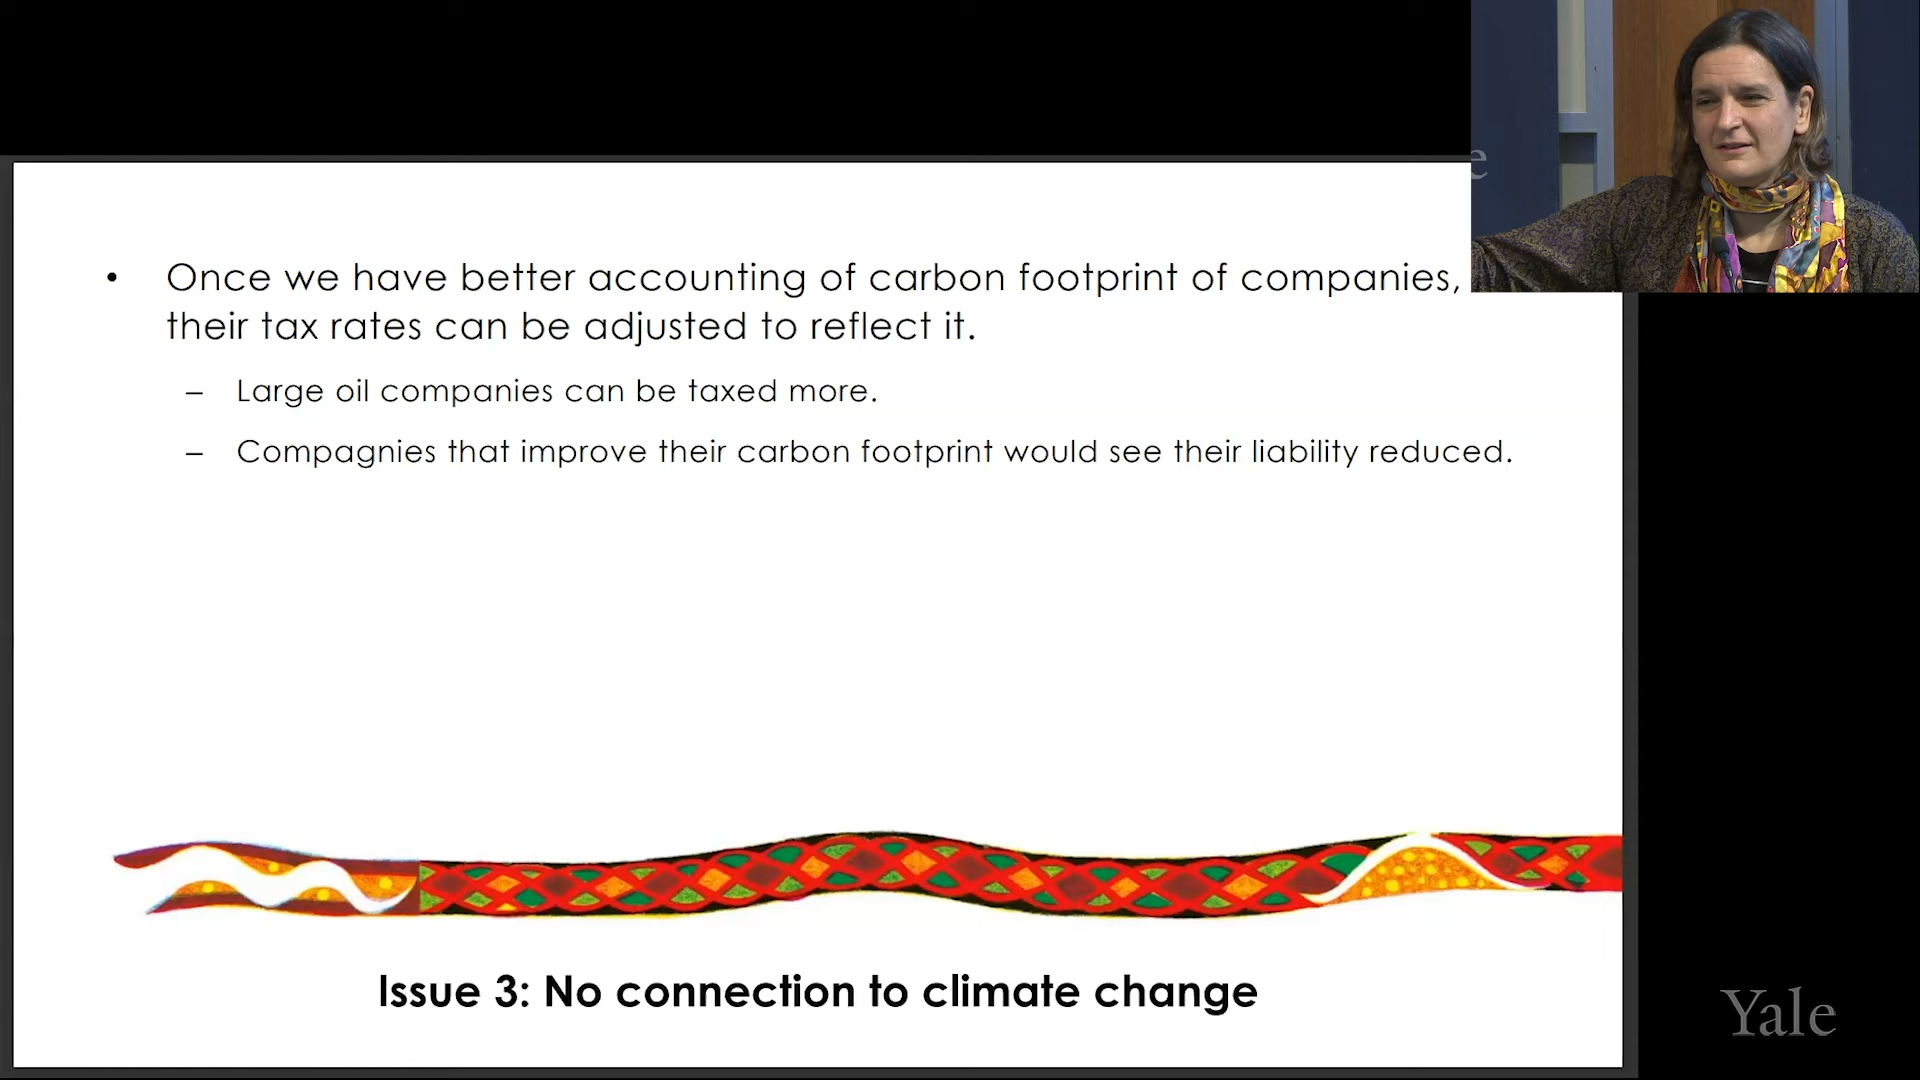 • Once we have better accounting of carbon footprint of companies,
their tax rates can be adjusted to reflect it.
– Large oil companies can be taxed more.
– Compagnies that improve their carbon footprint would see their liability reduced.
Issue 3: No connection to climate change
Yale
e